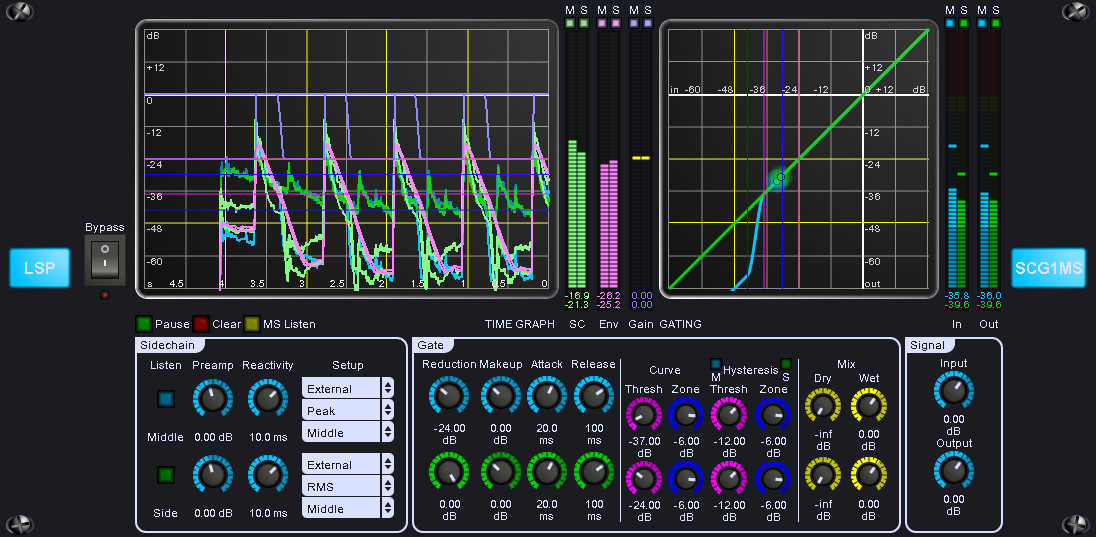 M S M S M S M S M S
dB
+12
0
-12
-24
-36
-48
-60
s 4.5 4 3.5 3 2.5 2 1.5 1 0.5 0
dB
+12
in -60 -48 -36 -24 -12 0 +12 dB
-12
-24
-36
-48
-60
out
Bypass
LSP
SCG1MS
-16.9 -26.2 0.00 -35.8 -36.0
-21.3 -25.2 0.00 -39.6 -39.6
Pause Clear MS Listen TIME GRAPH SC Env Gain GATING In Out
Sidechain
Listen Preamp Reactivity Setup
External
Peak
Middle
Middle 0.00 dB 10.0 ms
External
RMS
Middle
Side 0.00 dB 10.0 ms
Gate
Reduction Makeup Attack Release
-24.00 dB 0.00 dB 20.0 ms 100 ms
0.00 dB 0.00 dB 20.0 ms 100 ms
Curve
Thresh Zone
-37.00 dB -6.00 dB
-24.00 dB -6.00 dB
M Hysteresis S
Thresh Zone
-12.00 dB -6.00 dB
-12.00 dB -6.00 dB
Mix
Dry Wet
-inf dB 0.00 dB
-inf dB 0.00 dB
Signal
Input
0.00 dB
Output
0.00 dB